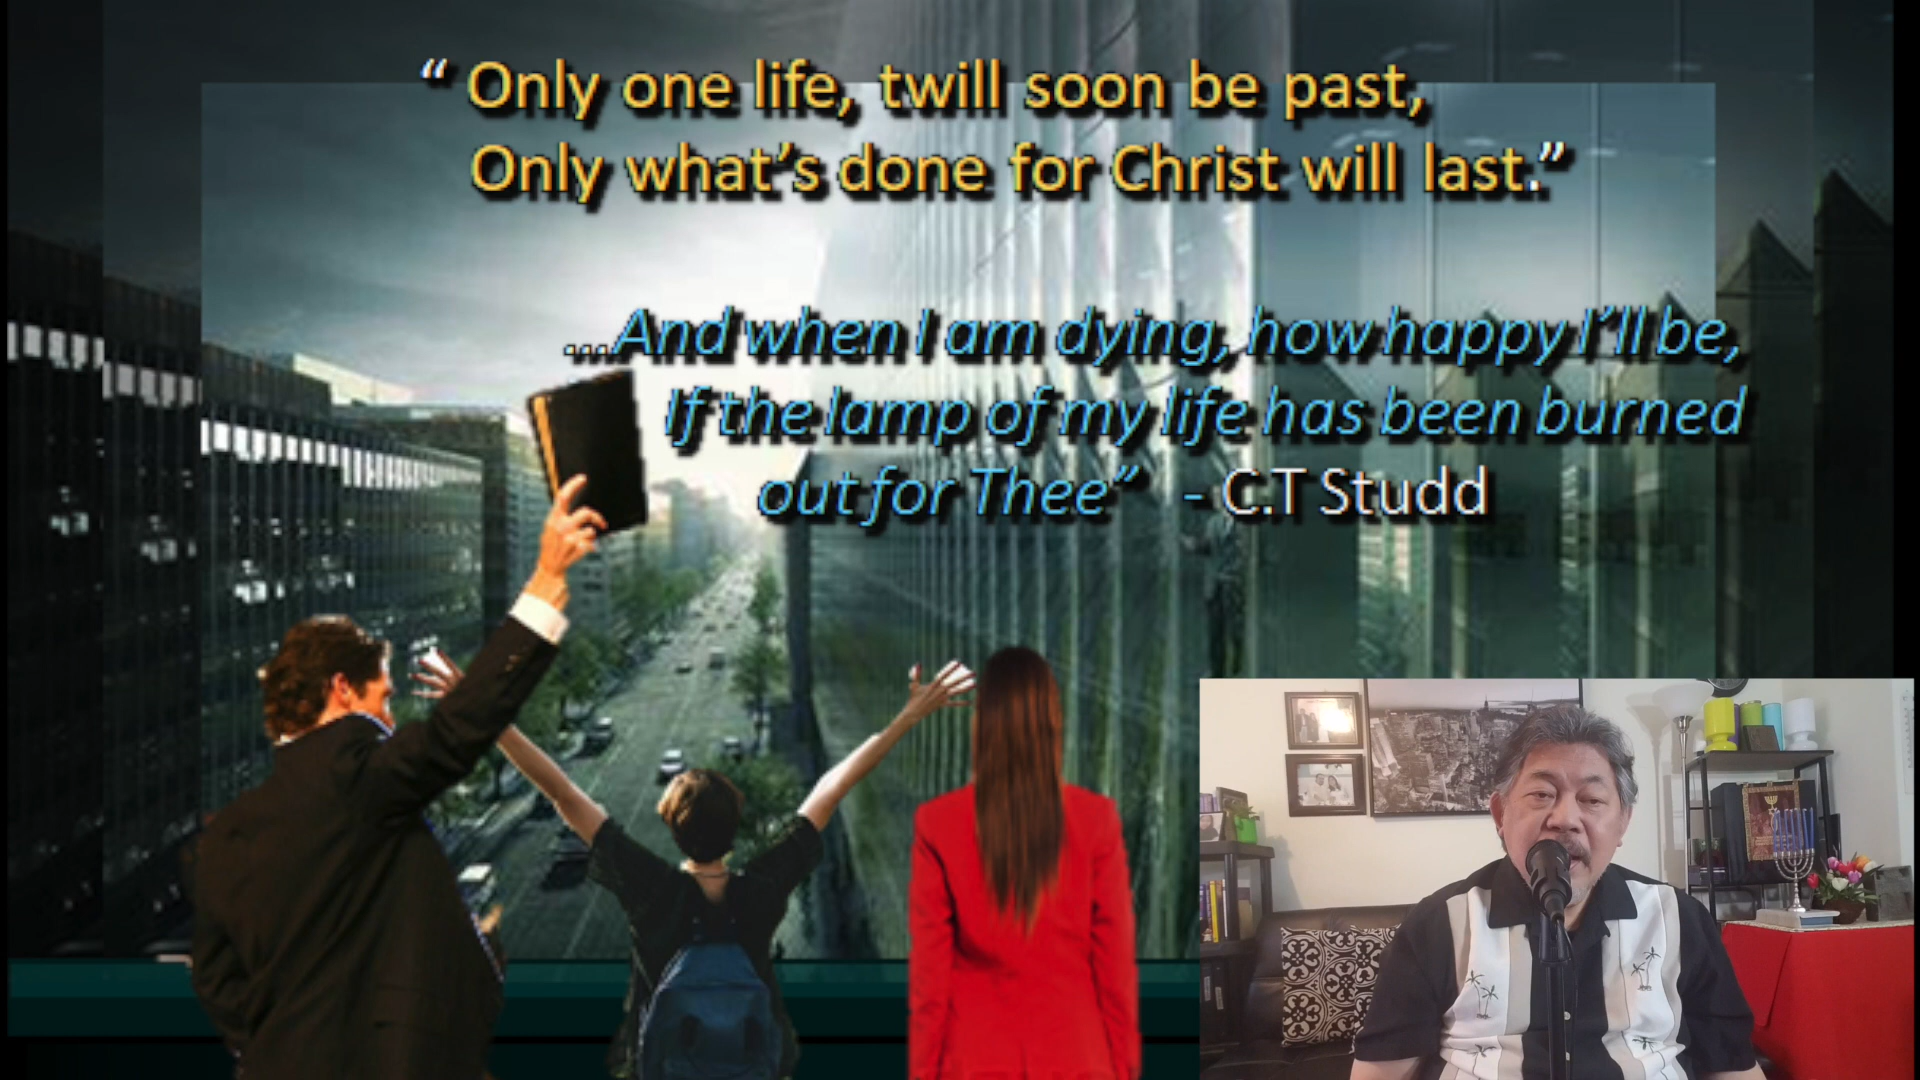 “ Only one life, twill soon be past,
Only what’s done for Christ will last.”
...And when I am dying, how happy I’ll be,
If the lamp of my life has been burned
out for Thee” - C.T Studd